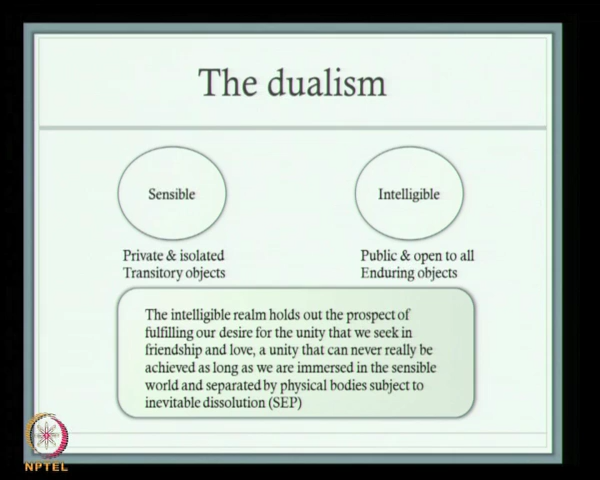 The dualism
Sensible
Intelligible
Private & isolated
Transitory objects
Public & open to all
Enduring objects
The intelligible realm holds out the prospect of
fulfilling our desire for the unity that we seek in
friendship and love, a unity that can never really be
achieved as long as we are immersed in the sensible
world and separated by physical bodies subject to
inevitable dissolution (SEP)
NPTEL